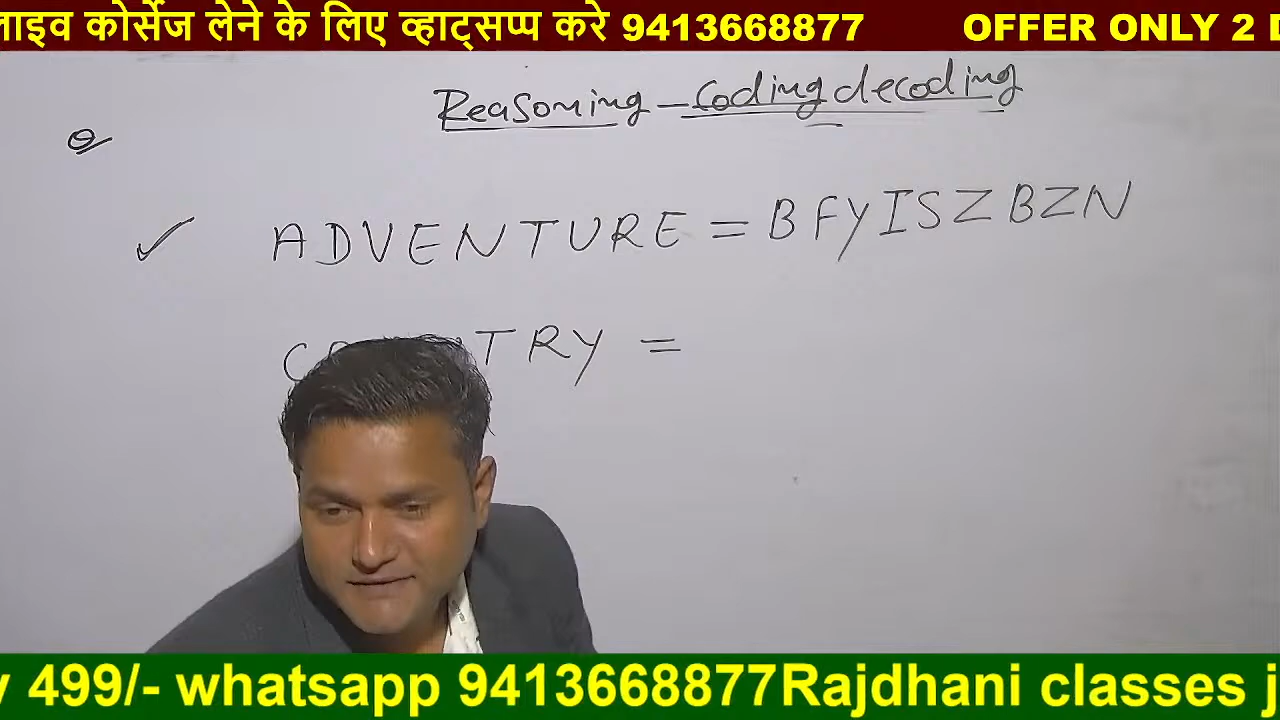 लाइव कोर्सेज लेने के लिए व्हाट्सप्प करे 9413668877 OFFER ONLY 2
Reasoning - Coding decoding
Q
ADVENTURE = BFYISZBZN
TRY =
499/- whatsapp 9413668877Rajdhani classes